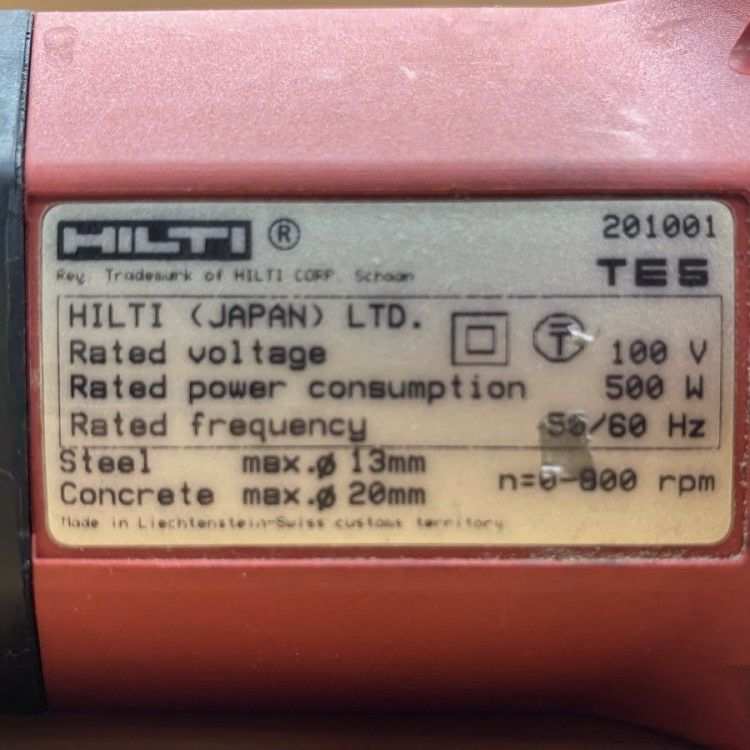 HILTI ® 201001
Reg. Trademark of HILTI CORP. Schaan TE5
HILTI (JAPAN) LTD.
Rated voltage 100 V
Rated power consumption 500 W
Rated frequency 50/60 Hz
Steel max.ø 13mm
Concrete max.ø 20mm n=0-800 rpm
Made in Liechtenstein-Swiss customs territory